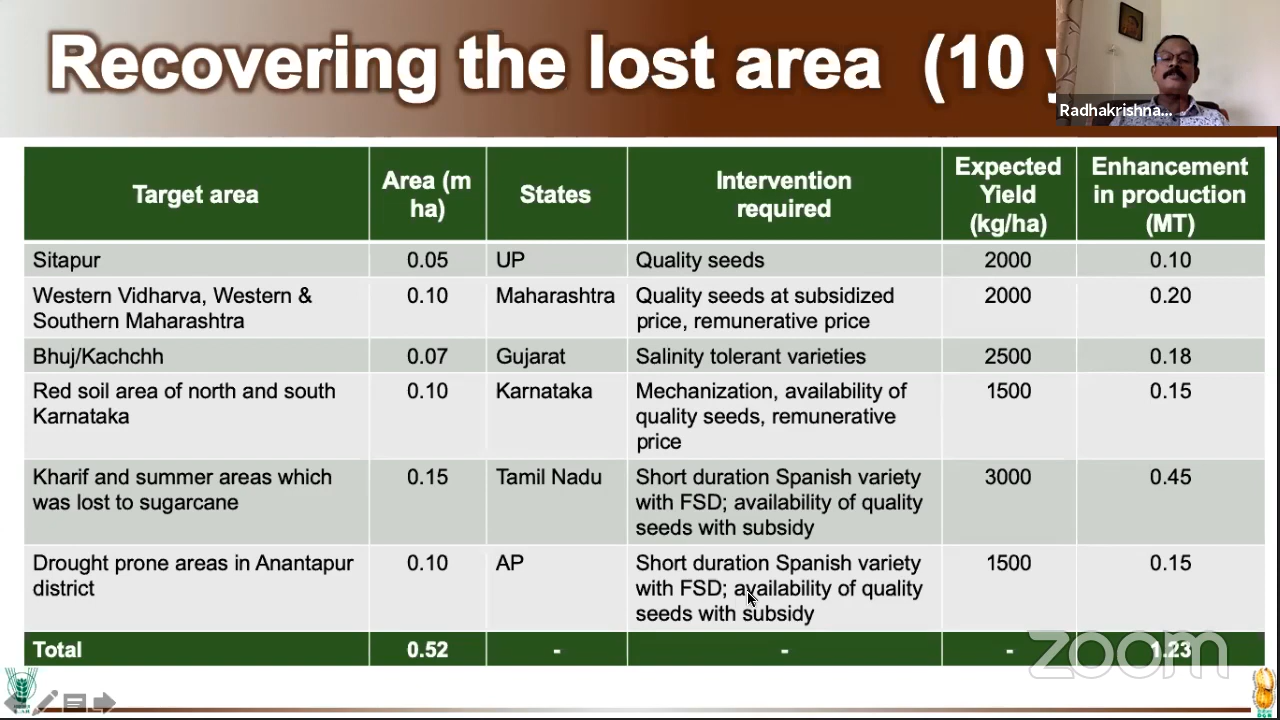 Recovering the lost area (10 y
Radhakrishna...
Target area
Area (m
ha)
States
Intervention
required
Expected
Yield
(kg/ha)
Enhancement
in production
(MT)
Sitapur
0.05
UP
Quality seeds
2000
0.10
Western Vidharva, Western &
Southern Maharashtra
0.10
Maharashtra
Quality seeds at subsidized
price, remunerative price
2000
0.20
Bhuj/Kachchh
0.07
Gujarat
Salinity tolerant varieties
2500
0.18
Red soil area of north and south
Karnataka
0.10
Karnataka
Mechanization, availability of
quality seeds, remunerative
price
1500
0.15
Kharif and summer areas which
was lost to sugarcane
0.15
Tamil Nadu
Short duration Spanish variety
with FSD; availability of quality
seeds with subsidy
3000
0.45
Drought prone areas in Anantapur
district
0.10
AP
Short duration Spanish variety
with FSD; availability of quality
seeds with subsidy
1500
0.15
Total
0.52
-
-
-
1.23
zoom